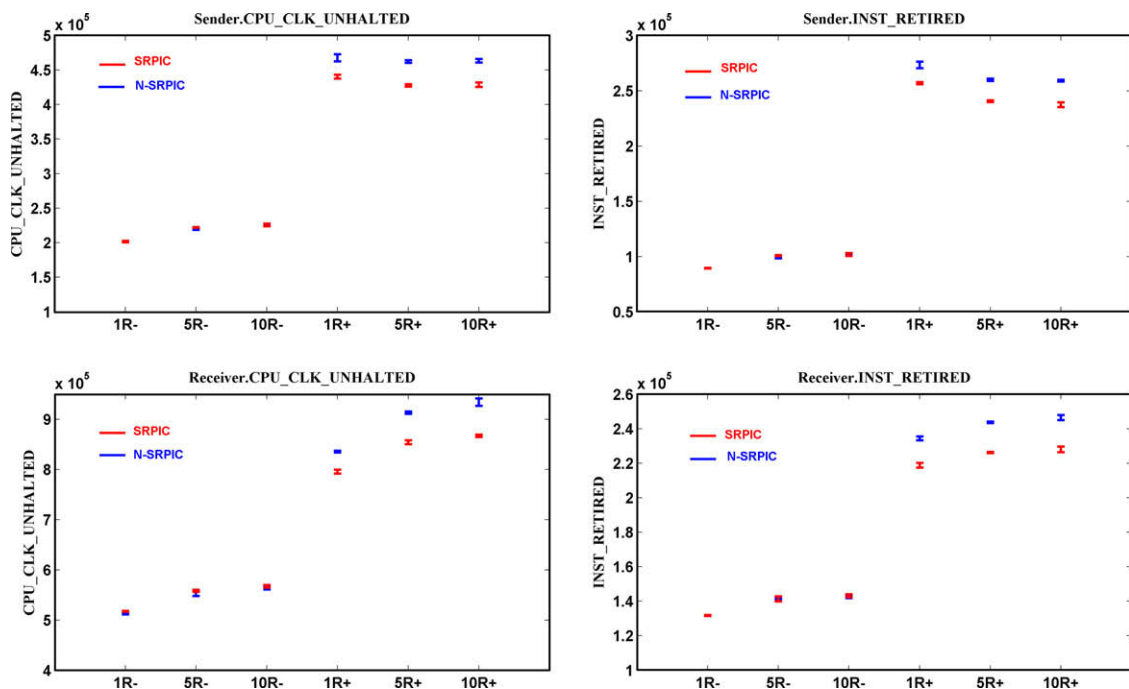 Sender.CPU_CLK_UNHALTED
x 10^5
5
4.5
4
3.5
3
2.5
2
1.5
1
CPU_CLK_UNHALTED
SRPIC
N-SRPIC
1R- 5R- 10R- 1R+ 5R+ 10R+
Sender.INST_RETIRED
x 10^5
3
2.5
2
1.5
1
0.5
INST_RETIRED
SRPIC
N-SRPIC
1R- 5R- 10R- 1R+ 5R+ 10R+
Receiver.CPU_CLK_UNHALTED
x 10^5
9
8
7
6
5
4
CPU_CLK_UNHALTED
SRPIC
N-SRPIC
1R- 5R- 10R- 1R+ 5R+ 10R+
Receiver.INST_RETIRED
x 10^5
2.6
2.4
2.2
2
1.8
1.6
1.4
1.2
1
INST_RETIRED
SRPIC
N-SRPIC
1R- 5R- 10R- 1R+ 5R+ 10R+